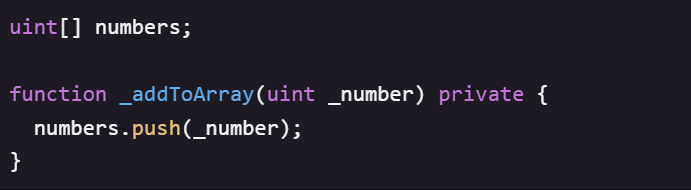 uint[] numbers;
function _addToArray(uint _number) private {
numbers.push(_number);
}